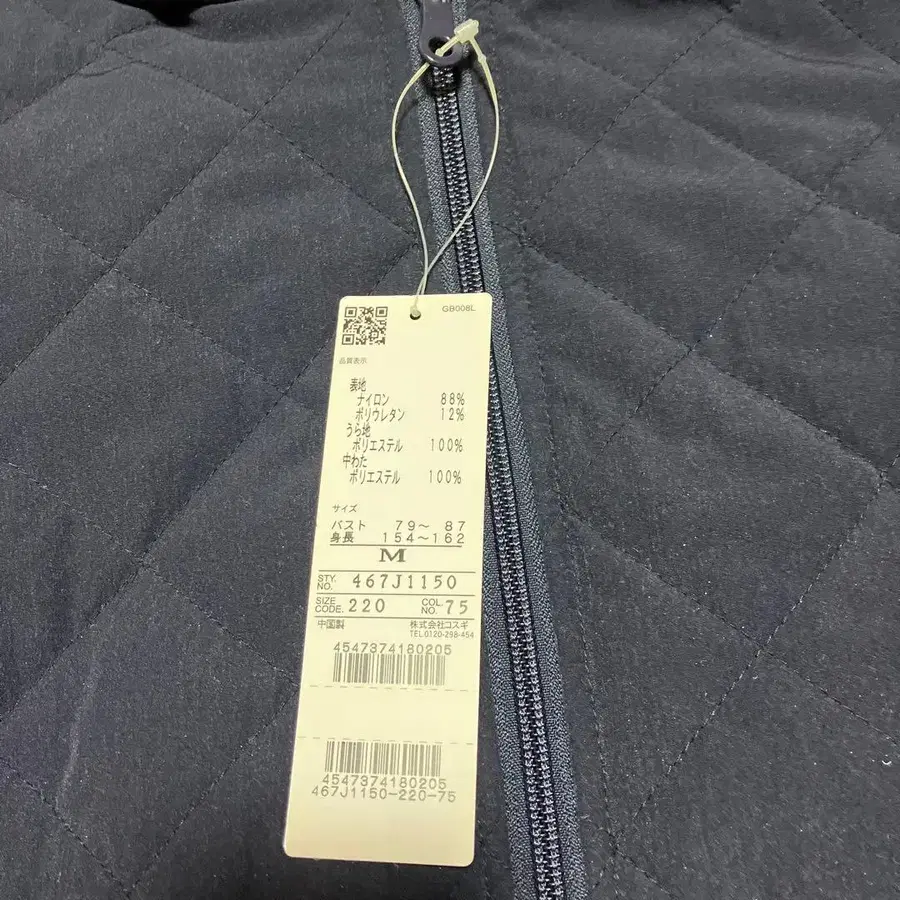 GB008L
品質表示
表地
ナイロン 88%
ポリウレタン 12%
うら地
ポリエステル 100%
中わた
ポリエステル 100%
サイズ
バスト 79～ 87
身長 154～162
M
STY. NO. 467J1150
SIZE CODE. 220 COL. NO. 75
中国製 株式会社コスギ
TEL.0120-298-454
4547374180205
4547374180205
467J1150-220-75